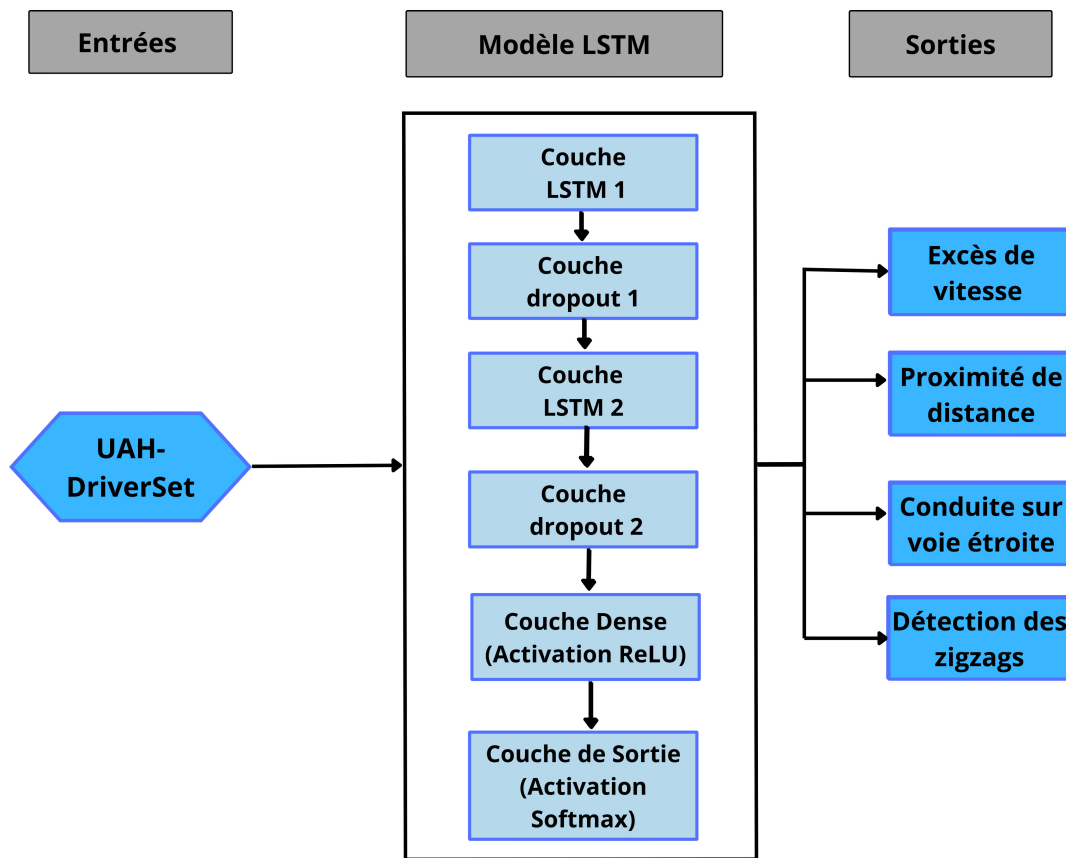 Entrées
Modèle LSTM
Sorties
UAH-
DriverSet
Couche
LSTM 1
Couche
dropout 1
Couche
LSTM 2
Couche
dropout 2
Couche Dense
(Activation ReLU)
Couche de Sortie
(Activation
Softmax)
Excès de
vitesse
Proximité de
distance
Conduite sur
voie étroite
Détection des
zigzags